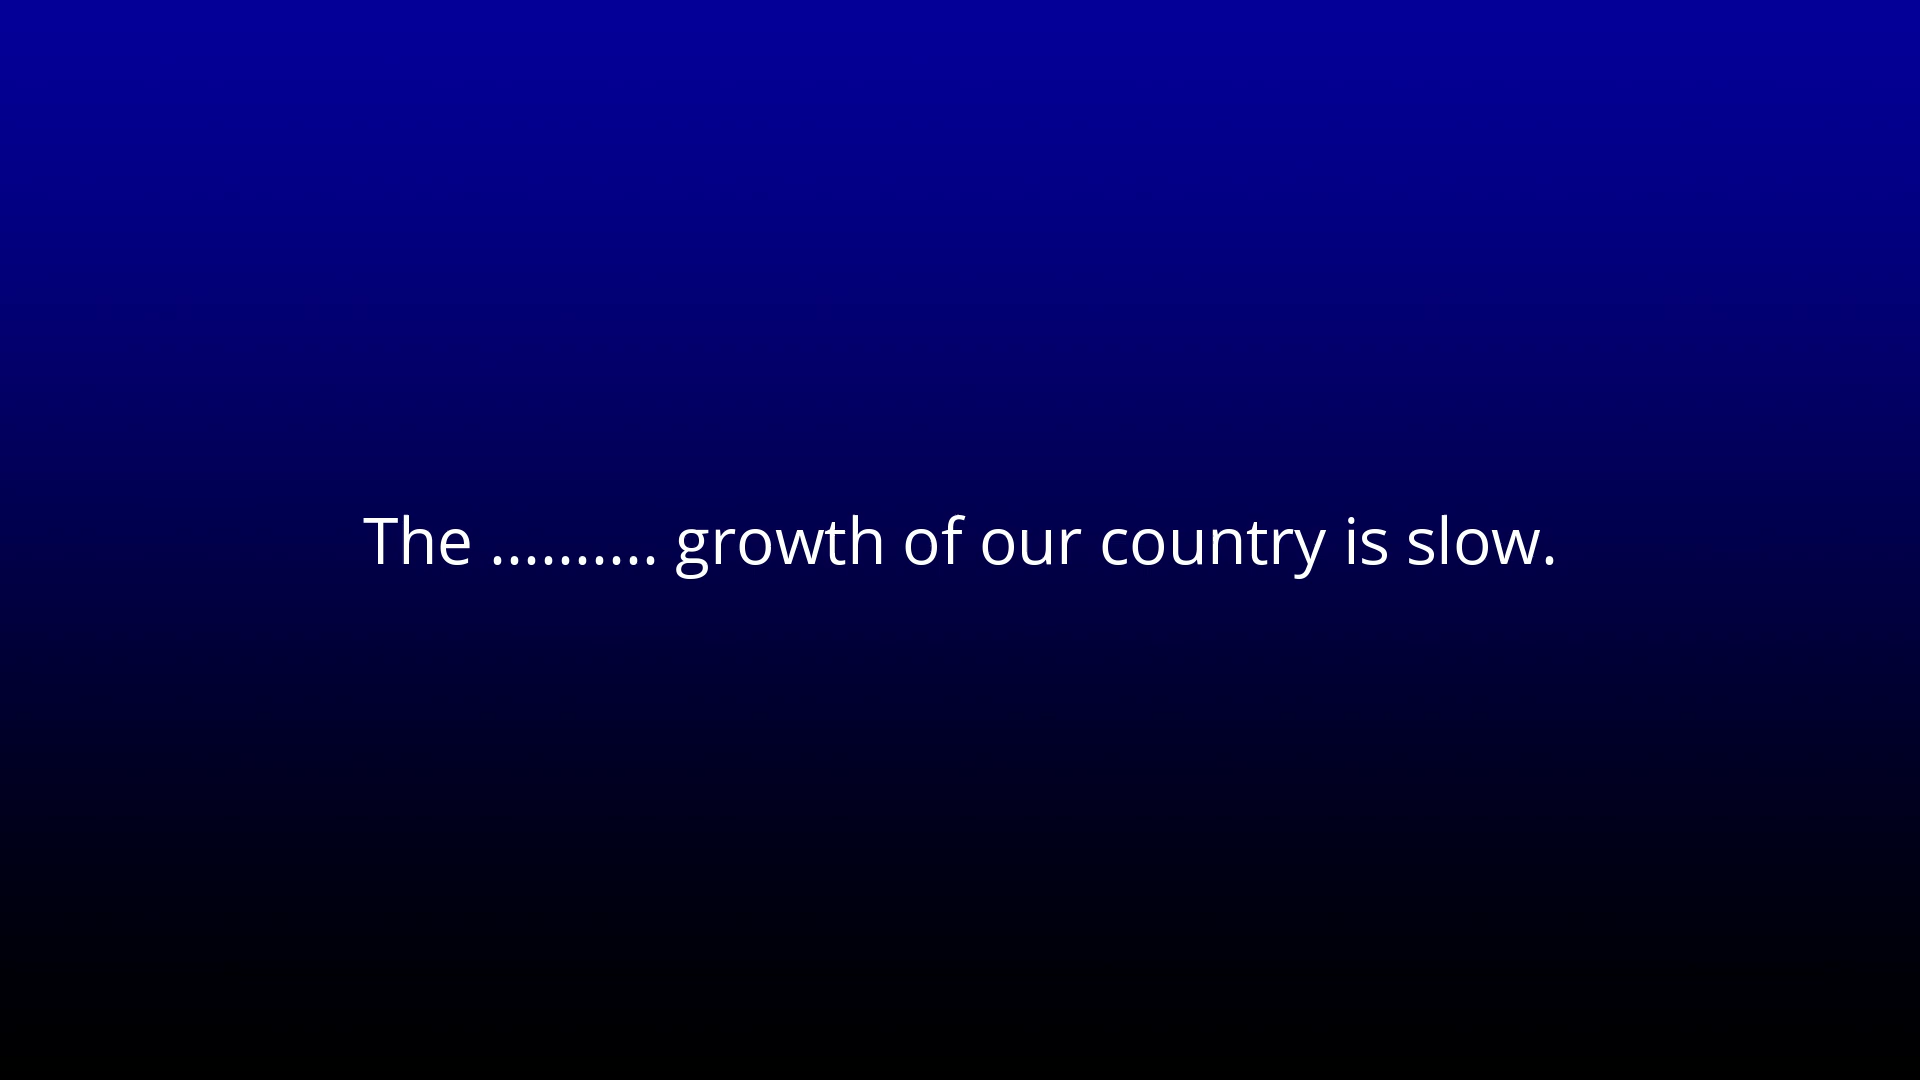 The .......... growth of our country is slow.